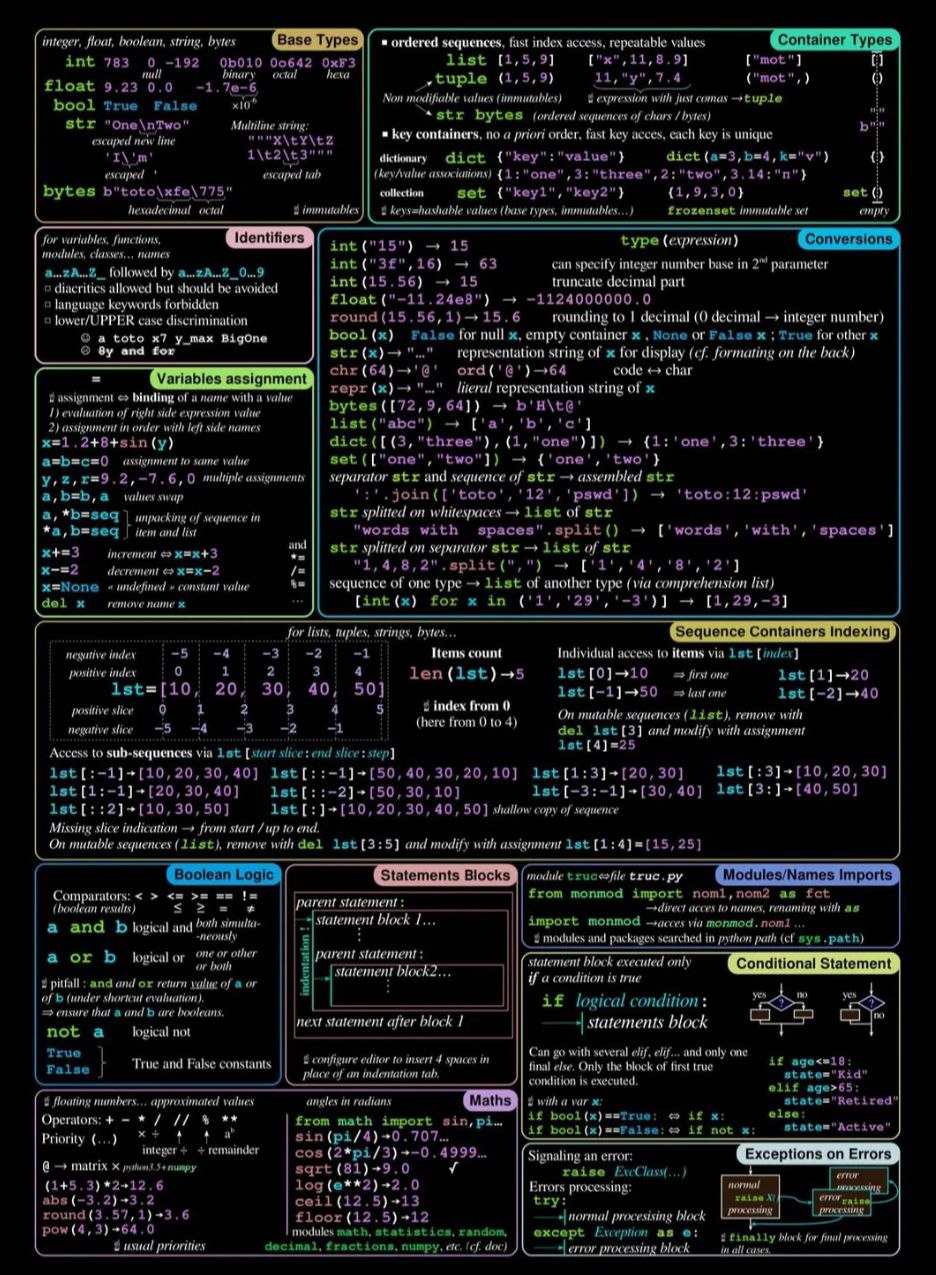 integer, float, boolean, string, bytes
Base Types
int 783 0 -192 0b010 0o642 0xF3
null binary octal hexa
float 9.23 0.0 -1.7e-6
×10⁻⁶
bool True False
str "One\nTwo"
escaped new line
'I\'m'
escaped '
Multiline string:
"""X\tY\tZ
1\t2\t3"""
escaped tab
bytes b"toto\xfe\775"
hexadecimal octal
☝ immutables
Container Types
▪ ordered sequences, fast index access, repeatable values
list [1,5,9] ["x",11,8.9] ["mot"] []
tuple (1,5,9) 11,"y",7.4 ("mot",) ()
Non modifiable values (immutables) ☝ expression with just comas → tuple
str bytes (ordered sequences of chars / bytes)
""
b""
▪ key containers, no a priori order, fast key acces, each key is unique
dictionary dict {"key":"value"} dict(a=3,b=4,k="v") {}
(key/value associations) {1:"one",3:"three",2:"two",3.14:"π"}
collection set {"key1","key2"} {1,9,3,0} set()
☝ keys=hashable values (base types, immutables…) frozenset immutable set empty
Identifiers
for variables, functions,
modules, classes… names
a…zA…Z_ followed by a…zA…Z_0…9
▫ diacritics allowed but should be avoided
▫ language keywords forbidden
▫ lower/UPPER case discrimination
☺ a toto x7 y_max BigOne
☹ 8y and for
= Variables assignment
☝ assignment ⇔ binding of a name with a value
1) evaluation of right side expression value
2) assignment in order with left side names
x=1.2+8+sin(y)
a=b=c=0 assignment to same value
y,z,r=9.2,-7.6,0 multiple assignments
a,b=b,a values swap
a,*b=seq
*a,b=seq
unpacking of sequence in
item and list
x+=3 increment ⇔ x=x+3
x-=2 decrement ⇔ x=x-2
x=None « undefined » constant value
del x remove name x
and
*=
/=
%=
…
Conversions
int("15") → 15 type(expression)
int("3f",16) → 63 can specify integer number base in 2nd parameter
int(15.56) → 15 truncate decimal part
float("-11.24e8") → -1124000000.0
round(15.56,1)→ 15.6 rounding to 1 decimal (0 decimal → integer number)
bool(x) False for null x, empty container x , None or False x ; True for other x
str(x)→ "…" representation string of x for display (cf. formating on the back)
chr(64)→'@' ord('@')→64 code ↔ char
repr(x)→ "…" literal representation string of x
bytes([72,9,64]) → b'H\t@'
list("abc") → ['a','b','c']
dict([(3,"three"),(1,"one")]) → {1:'one',3:'three'}
set(["one","two"]) → {'one','two'}
separator str and sequence of str → assembled str
':'.join(['toto','12','pswd']) → 'toto:12:pswd'
str splitted on whitespaces → list of str
"words with spaces".split() → ['words','with','spaces']
str splitted on separator str → list of str
"1,4,8,2".split(",") → ['1','4','8','2']
sequence of one type → list of another type (via comprehension list)
[int(x) for x in ('1','29','-3')] → [1,29,-3]
for lists, tuples, strings, bytes…
Sequence Containers Indexing
negative index -5 -4 -3 -2 -1
positive index 0 1 2 3 4
lst=[10, 20, 30, 40, 50]
positive slice 0 1 2 3 4 5
negative slice -5 -4 -3 -2 -1
Items count
len(lst)→5
☝ index from 0
(here from 0 to 4)
Individual access to items via lst[index]
lst[0]→10 ⇒ first one lst[1]→20
lst[-1]→50 ⇒ last one lst[-2]→40
On mutable sequences (list), remove with
del lst[3] and modify with assignment
lst[4]=25
Access to sub-sequences via lst[start slice:end slice:step]
lst[:-1]→[10,20,30,40] lst[::-1]→[50,40,30,20,10] lst[1:3]→[20,30] lst[:3]→[10,20,30]
lst[1:-1]→[20,30,40] lst[::-2]→[50,30,10] lst[-3:-1]→[30,40] lst[3:]→[40,50]
lst[::2]→[10,30,50] lst[:]→[10,20,30,40,50] shallow copy of sequence
Missing slice indication → from start / up to end.
On mutable sequences (list), remove with del lst[3:5] and modify with assignment lst[1:4]=[15,25]
Boolean Logic
Comparators: < > <= >= == !=
(boolean results) ≤ ≥ = ≠
a and b logical and both simulta-
-neously
a or b logical or one or other
or both
☝ pitfall : and and or return value of a or
of b (under shortcut evaluation).
⇒ ensure that a and b are booleans.
not a logical not
True
False
True and False constants
Statements Blocks
parent statement :
statement block 1…
⋮
parent statement :
statement block2…
⋮
indentation !
next statement after block 1
☝ configure editor to insert 4 spaces in
place of an indentation tab.
Modules/Names Imports
module truc⇔file truc.py
from monmod import nom1,nom2 as fct
→direct acces to names, renaming with as
import monmod →acces via monmod.nom1 …
☝ modules and packages searched in python path (cf sys.path)
Conditional Statement
statement block executed only
if a condition is true
if logical condition:
statements block
yes ? no
yes ?
no
Can go with several elif, elif... and only one
final else. Only the block of first true
condition is executed.
☝ with a var x:
if bool(x)==True: ⇔ if x:
if bool(x)==False: ⇔ if not x:
if age<=18:
state="Kid"
elif age>65:
state="Retired"
else:
state="Active"
Maths
☝ floating numbers… approximated values angles in radians
Operators: + - * / // % **
Priority (…) × ÷ aᵇ
integer ÷ ÷ remainder
@ → matrix × python3.5+numpy
(1+5.3)*2→12.6
abs(-3.2)→3.2
round(3.57,1)→3.6
pow(4,3)→64.0
☝ usual priorities
from math import sin,pi…
sin(pi/4)→0.707…
cos(2*pi/3)→-0.4999…
sqrt(81)→9.0 √
log(e**2)→2.0
ceil(12.5)→13
floor(12.5)→12
modules math, statistics, random,
decimal, fractions, numpy, etc. (cf. doc)
Exceptions on Errors
Signaling an error:
raise ExcClass(…)
Errors processing:
try:
normal procesising block
except Exception as e:
error processing block
normal
raise X()
processing
error
processing
error raise
processing
☝ finally block for final processing
in all cases.